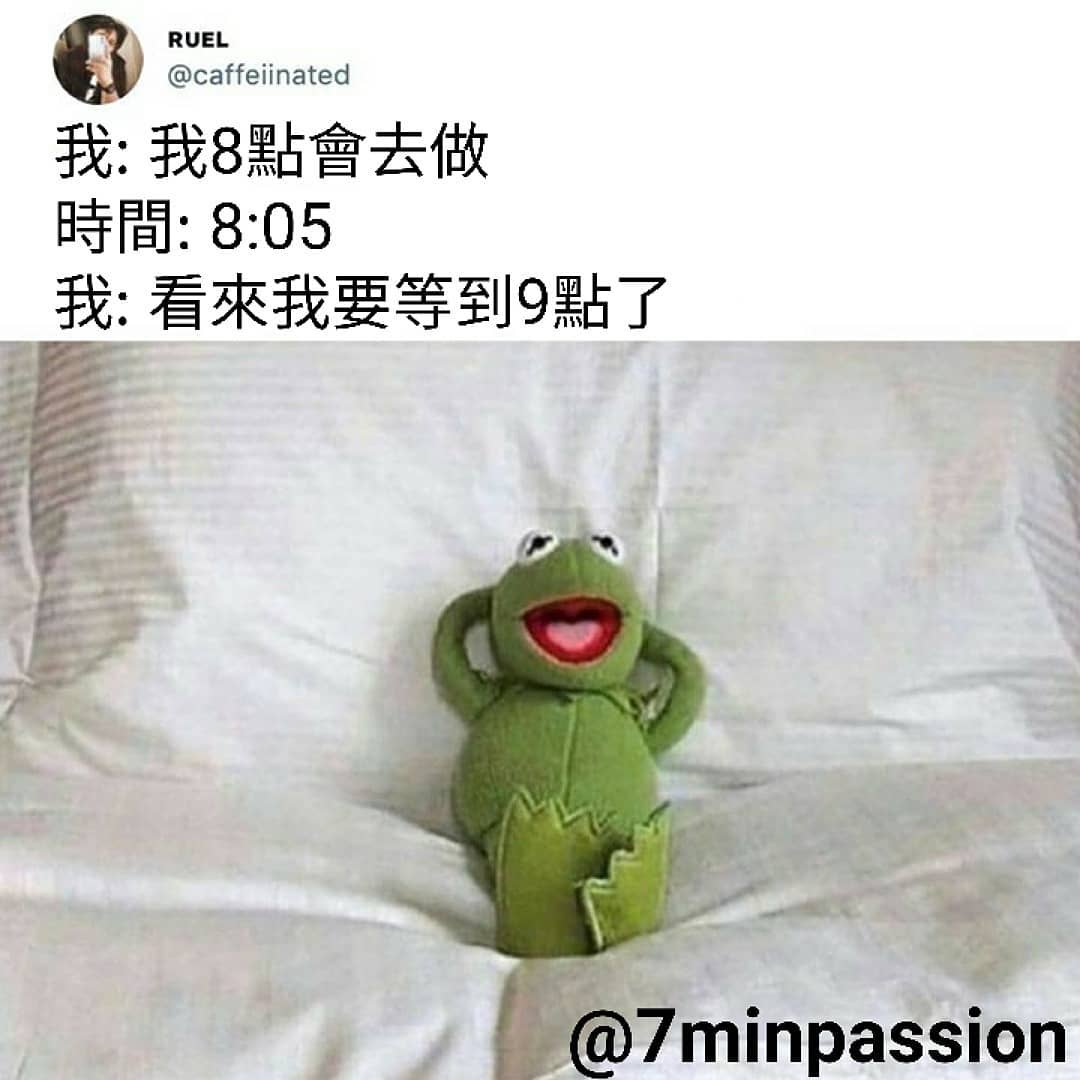 RUEL
@caffeiinated
我: 我8點會去做
時間: 8:05
我: 看來我要等到9點了
@7minpassion